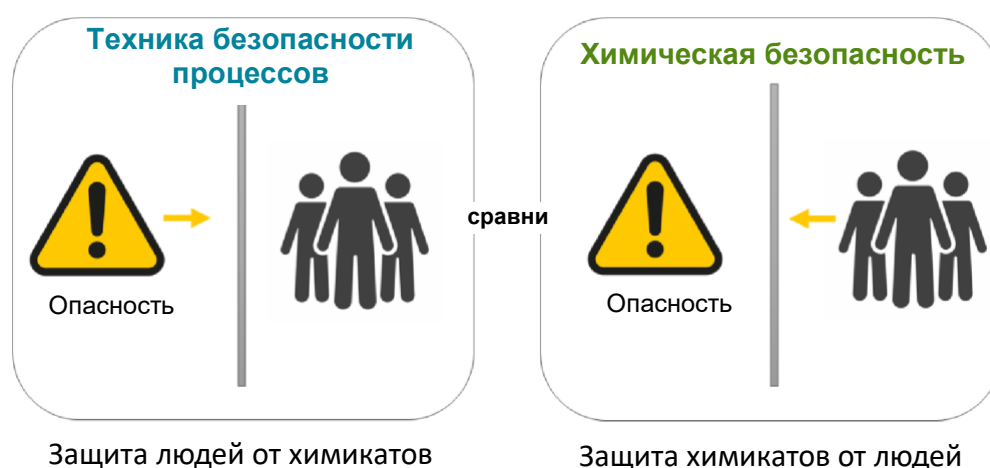 Техника безопасности
процессов
Опасность
Защита людей от химикатов
сравни
Химическая безопасность
Опасность
Защита химикатов от людей